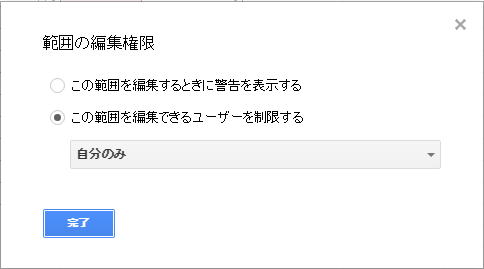 範囲の編集権限
この範囲を編集するときに警告を表示する
この範囲を編集できるユーザーを制限する
自分のみ
完了